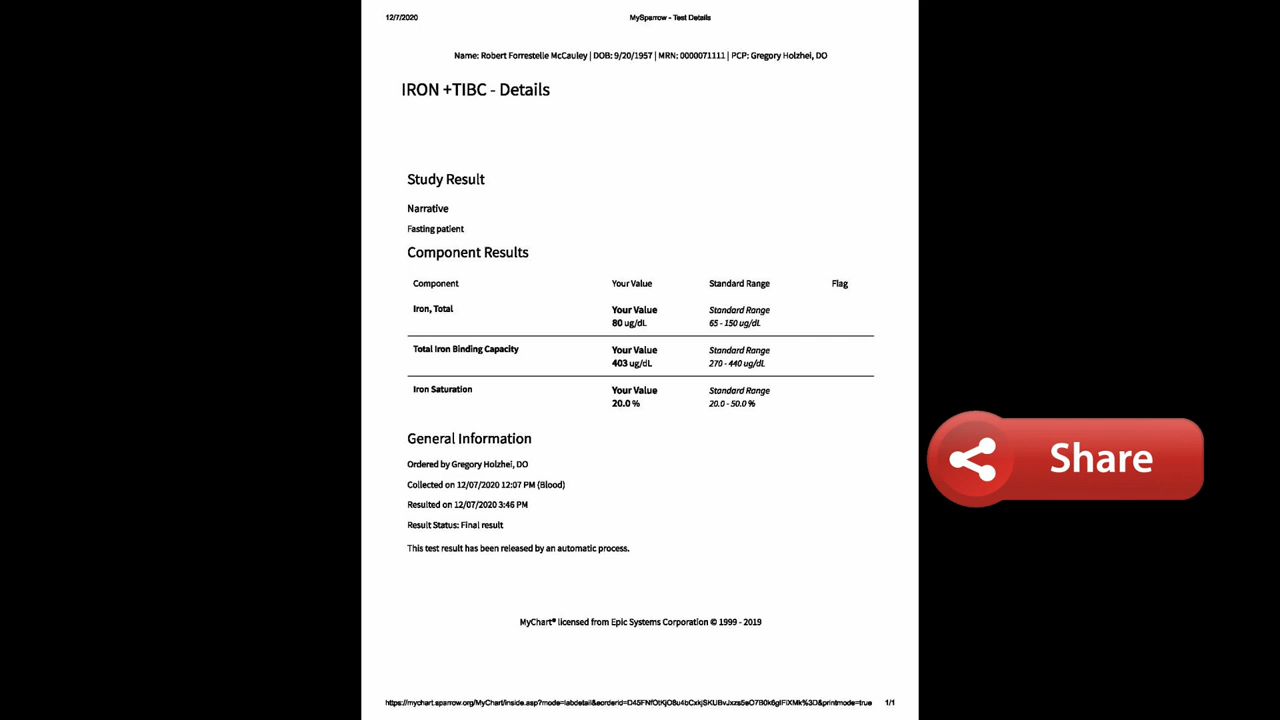 12/7/2020 MySparrow - Test Details
Name: Robert Forrestelle McCauley | DOB: 9/20/1957 | MRN: 0000071111 | PCP: Gregory Holzhei, DO
IRON +TIBC - Details
Study Result
Narrative
Fasting patient
Component Results
Component Your Value Standard Range Flag
Iron, Total Your Value Standard Range
80 ug/dL 65 - 150 ug/dL
Total Iron Binding Capacity Your Value Standard Range
403 ug/dL 270 - 440 ug/dL
Iron Saturation Your Value Standard Range
20.0 % 20.0 - 50.0 %
General Information
Ordered by Gregory Holzhei, DO
Collected on 12/07/2020 12:07 PM (Blood)
Resulted on 12/07/2020 3:46 PM
Result Status: Final result
This test result has been released by an automatic process.
Share
MyChart® licensed from Epic Systems Corporation © 1999 - 2019
1/1